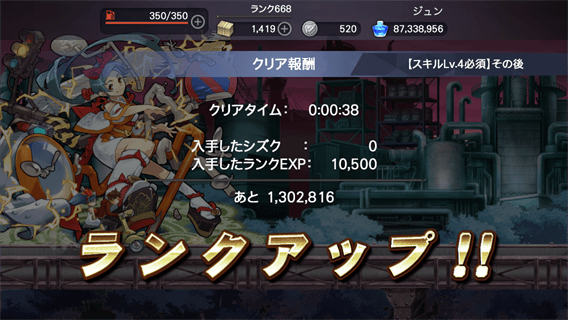 ランク668
350/350
1,419
520
ジュン
87,338,956
クリア報酬
【スキルLv.4必須】その後
クリアタイム： 0:00:38
入手したシズク ： 0
入手したランクEXP： 10,500
あと 1,302,816
ランクアップ!!